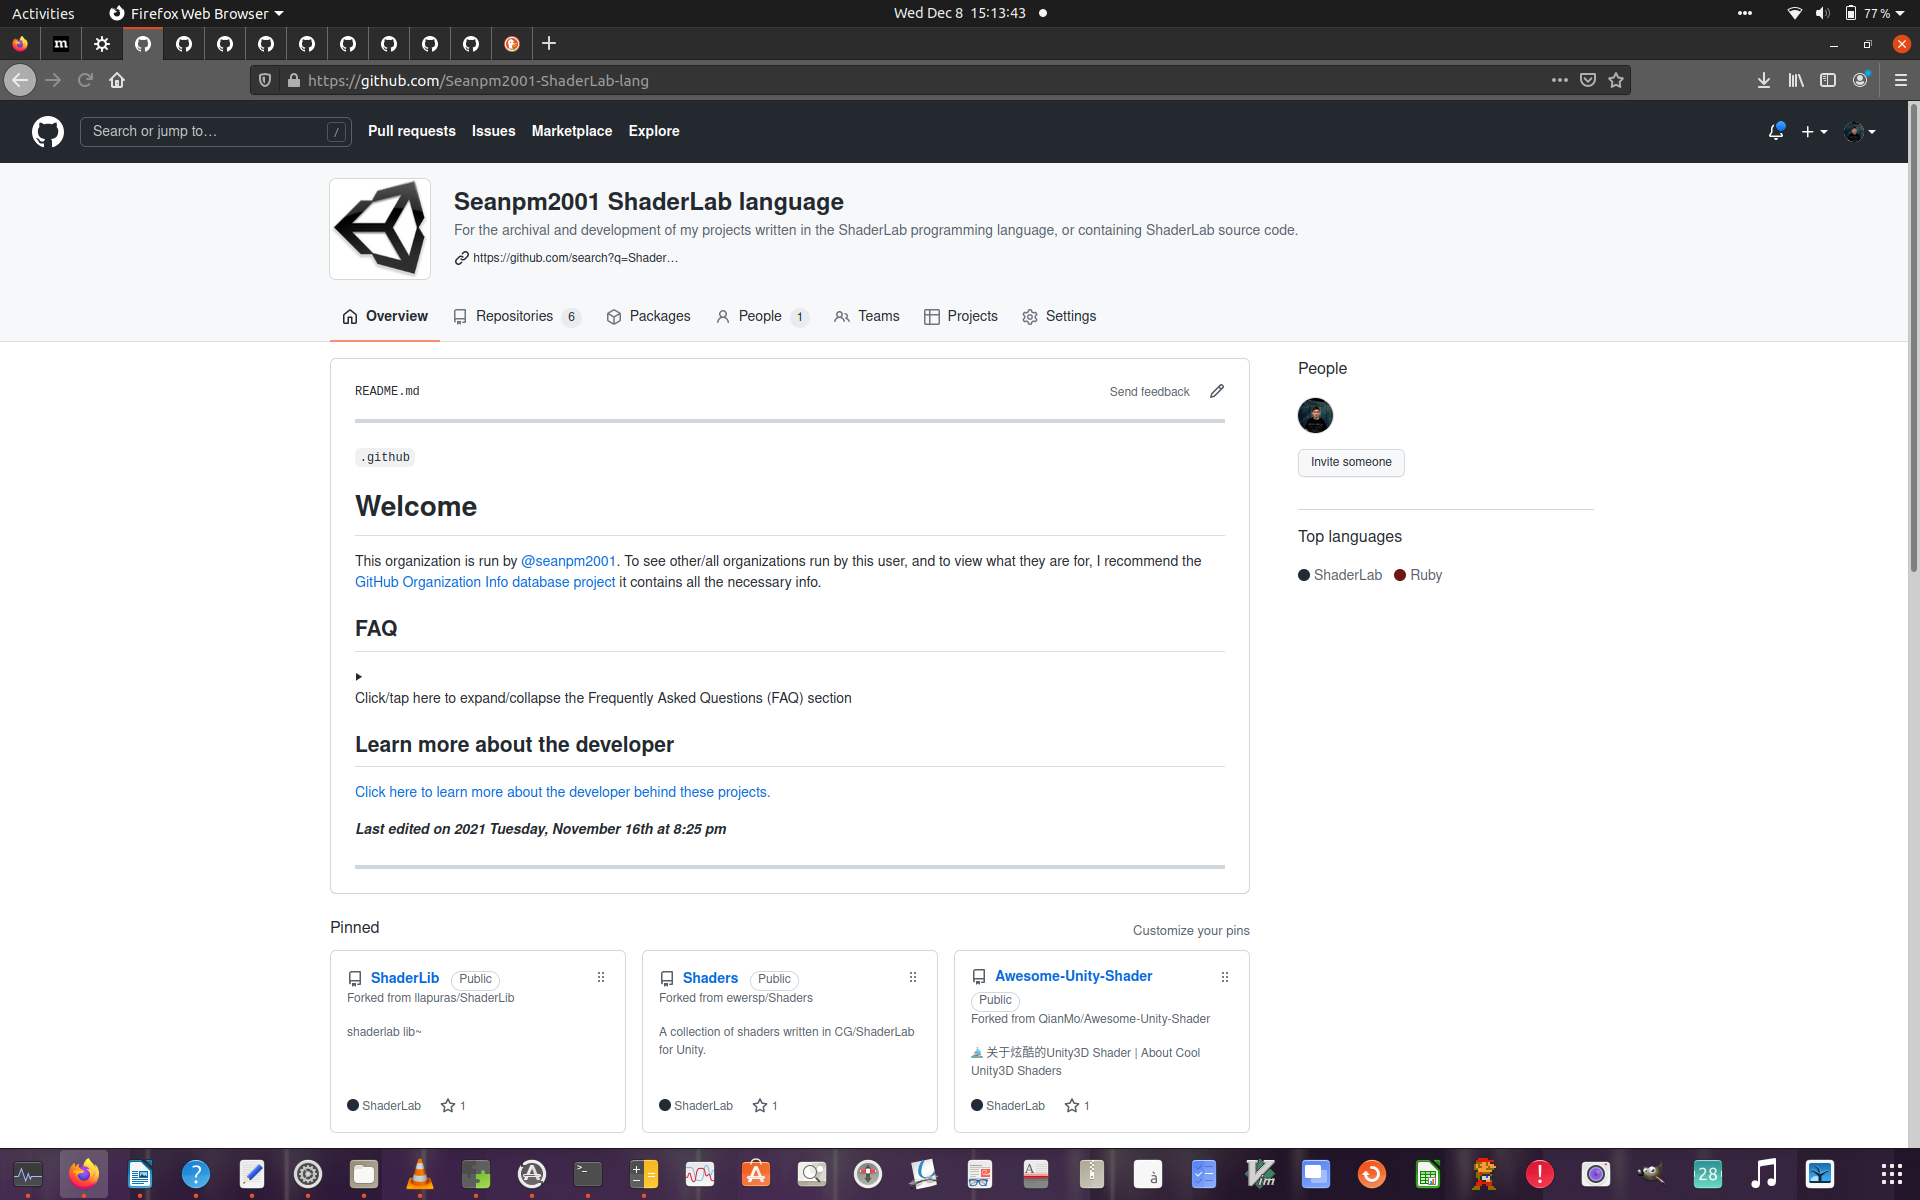 Activities
Firefox Web Browser
Wed Dec 8 15:13:43
77 %
m
https://github.com/Seanpm2001-ShaderLab-lang
Search or jump to…
/
Pull requests
Issues
Marketplace
Explore
Seanpm2001 ShaderLab language
For the archival and development of my projects written in the ShaderLab programming language, or containing ShaderLab source code.
https://github.com/search?q=Shader…
Overview
Repositories 6
Packages
People 1
Teams
Projects
Settings
README.md
Send feedback
.github
Welcome
This organization is run by @seanpm2001. To see other/all organizations run by this user, and to view what they are for, I recommend the
GitHub Organization Info database project it contains all the necessary info.
FAQ
Click/tap here to expand/collapse the Frequently Asked Questions (FAQ) section
Learn more about the developer
Click here to learn more about the developer behind these projects.
Last edited on 2021 Tuesday, November 16th at 8:25 pm
People
Invite someone
Top languages
ShaderLab Ruby
Pinned
Customize your pins
ShaderLib Public
Forked from llapuras/ShaderLib
shaderlab lib~
ShaderLab 1
Shaders Public
Forked from ewersp/Shaders
A collection of shaders written in CG/ShaderLab
for Unity.
ShaderLab 1
Awesome-Unity-Shader
Public
Forked from QianMo/Awesome-Unity-Shader
关于炫酷的Unity3D Shader | About Cool
Unity3D Shaders
ShaderLab 1
28